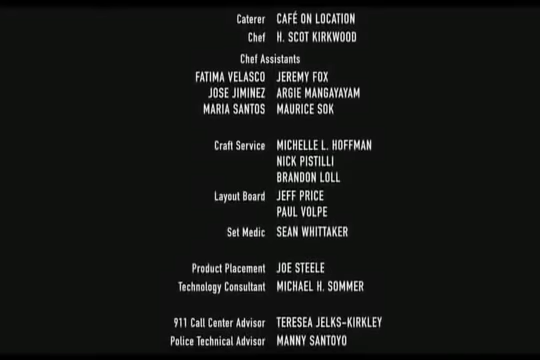 Caterer CAFÉ ON LOCATION
Chef H. SCOT KIRKWOOD
Chef Assistants
FATIMA VELASCO JEREMY FOX
JOSE JIMINEZ ARGIE MANGAYAYAM
MARIA SANTOS MAURICE SOK
Craft Service MICHELLE L. HOFFMAN
NICK PISTILLI
BRANDON LOLL
Layout Board JEFF PRICE
PAUL VOLPE
Set Medic SEAN WHITTAKER
Product Placement JOE STEELE
Technology Consultant MICHAEL H. SOMMER
911 Call Center Advisor TERESEA JELKS-KIRKLEY
Police Technical Advisor MANNY SANTOYO